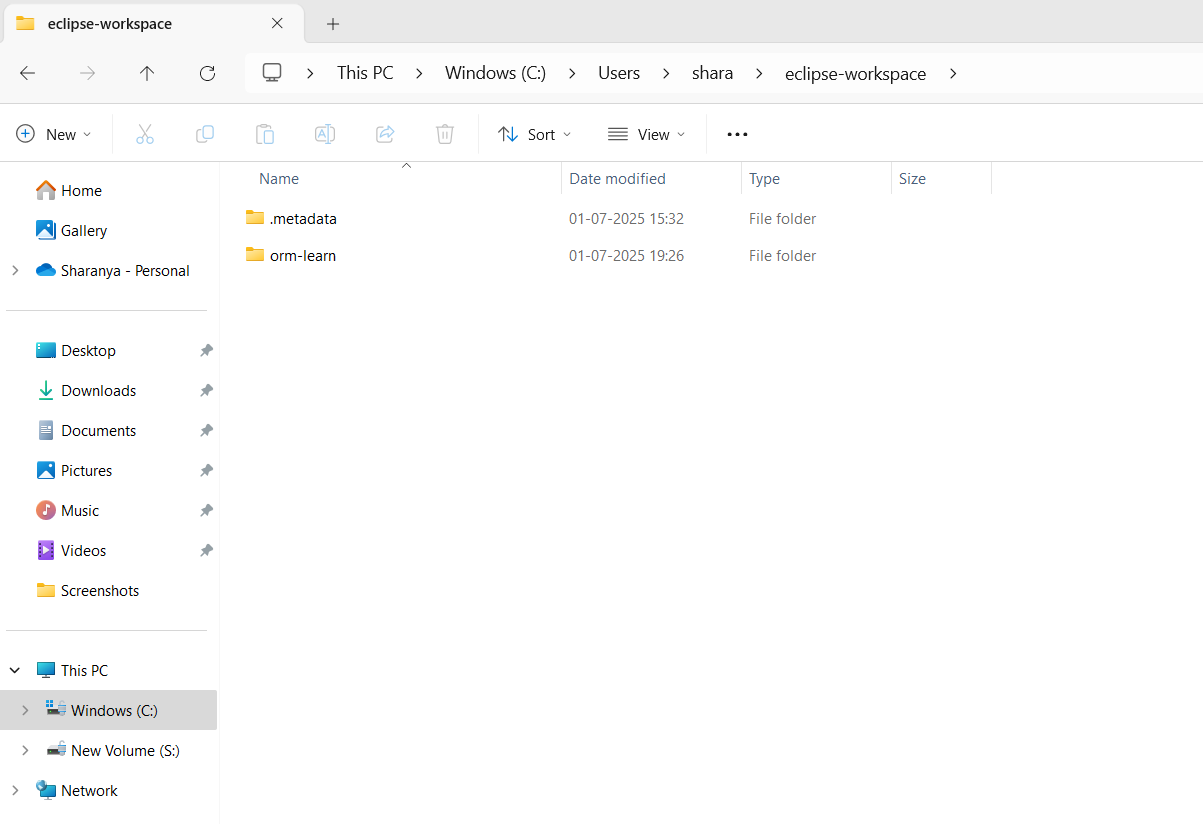 eclipse-workspace
This PC Windows (C:) Users shara eclipse-workspace
New Sort View
Name Date modified Type Size
.metadata 01-07-2025 15:32 File folder
orm-learn 01-07-2025 19:26 File folder
Home
Gallery
Sharanya - Personal
Desktop
Downloads
Documents
Pictures
Music
Videos
Screenshots
This PC
Windows (C:)
New Volume (S:)
Network